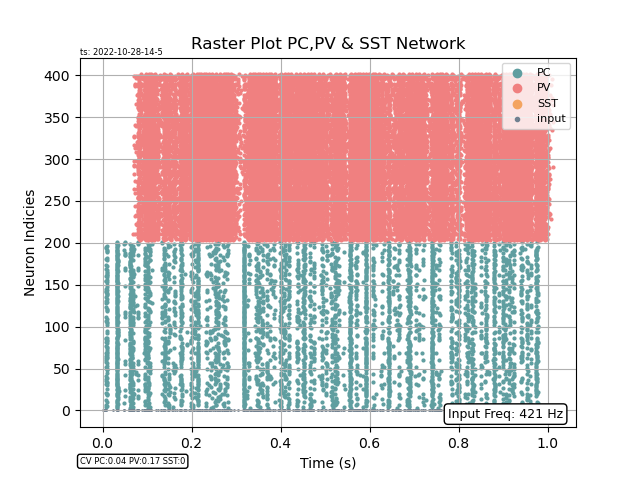 ts: 2022-10-28-14-5
Raster Plot PC,PV & SST Network
PC
PV
SST
input
Neuron Indicies
400
350
300
250
200
150
100
50
0
Input Freq: 421 Hz
0.0 0.2 0.4 0.6 0.8 1.0
Time (s)
CV PC:0.04 PV:0.17 SST:0